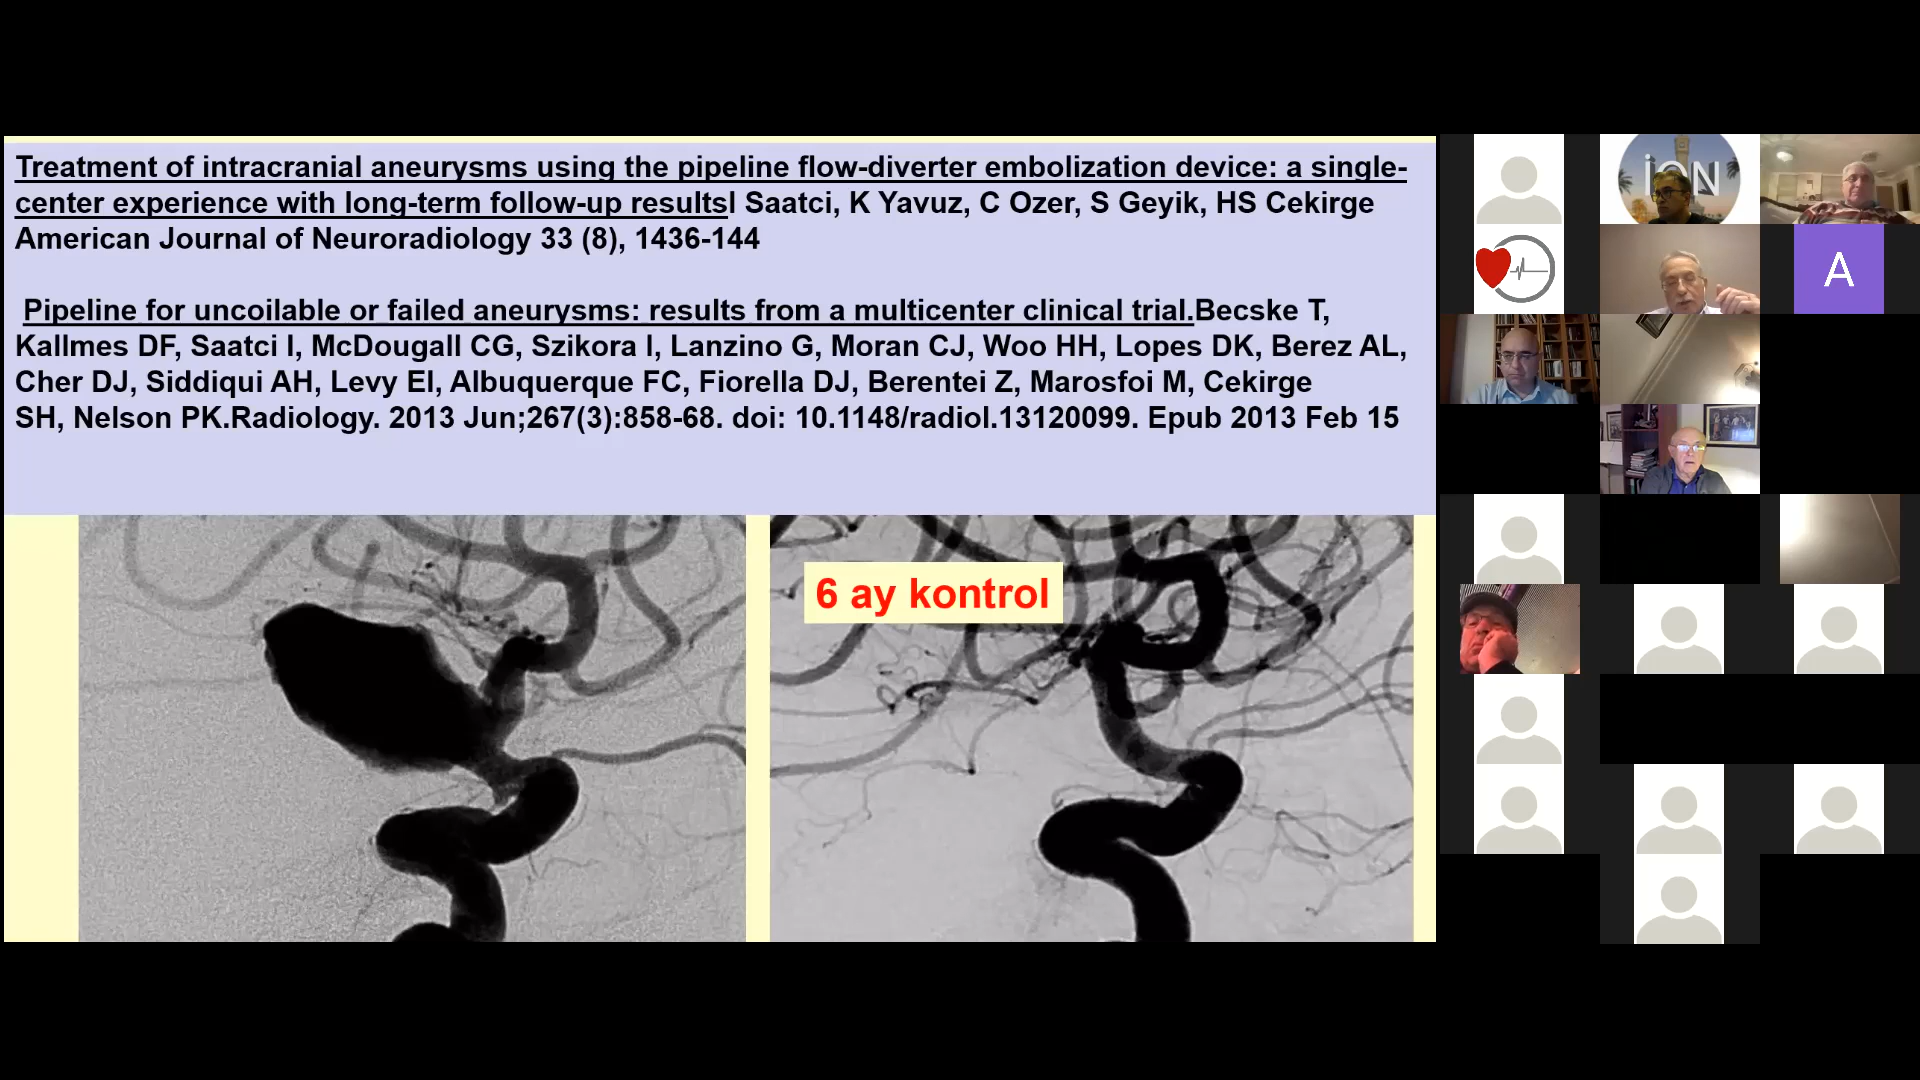 Treatment of intracranial aneurysms using the pipeline flow-diverter embolization device: a single-
center experience with long-term follow-up resultsI Saatci, K Yavuz, C Ozer, S Geyik, HS Cekirge
American Journal of Neuroradiology 33 (8), 1436-144
Pipeline for uncoilable or failed aneurysms: results from a multicenter clinical trial.Becske T,
Kallmes DF, Saatci I, McDougall CG, Szikora I, Lanzino G, Moran CJ, Woo HH, Lopes DK, Berez AL,
Cher DJ, Siddiqui AH, Levy EI, Albuquerque FC, Fiorella DJ, Berentei Z, Marosfoi M, Cekirge
SH, Nelson PK.Radiology. 2013 Jun;267(3):858-68. doi: 10.1148/radiol.13120099. Epub 2013 Feb 15
6 ay kontrol
iON
A